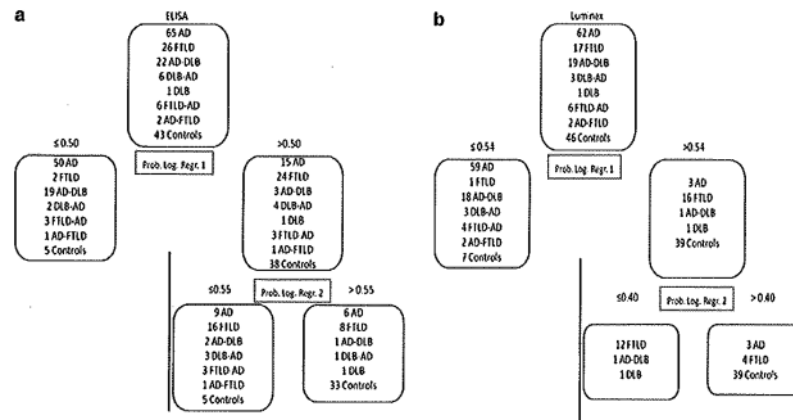 a
ELISA
65 AD
26 FTLD
22 AD-DLB
6 DLB-AD
1 DLB
6 FTLD-AD
2 AD-FTLD
43 Controls
≤0.50
Prob. Log. Regr. 1
>0.50
50 AD
2 FTLD
19 AD-DLB
2 DLB-AD
3 FTLD-AD
1 AD-FTLD
5 Controls
15 AD
24 FTLD
3 AD-DLB
4 DLB-AD
1 DLB
3 FTLD-AD
1 AD-FTLD
38 Controls
≤0.55
Prob. Log. Regr. 2
> 0.55
9 AD
16 FTLD
2 AD-DLB
3 DLB-AD
3 FTLD-AD
1 AD-FTLD
5 Controls
6 AD
8 FTLD
1 AD-DLB
1 DLB-AD
1 DLB
33 Controls
b
Luminex
62 AD
17 FTLD
19 AD-DLB
3 DLB-AD
1 DLB
6 FTLD-AD
2 AD-FTLD
46 Controls
≤0.54
Prob. Log. Regr. 1
>0.54
59 AD
1 FTLD
18 AD-DLB
3 DLB-AD
4 FTLD-AD
2 AD-FTLD
7 Controls
3 AD
16 FTLD
1 AD-DLB
1 DLB
39 Controls
≤0.40
Prob. Log. Regr. 2
>0.40
12 FTLD
1 AD-DLB
1 DLB
3 AD
4 FTLD
39 Controls